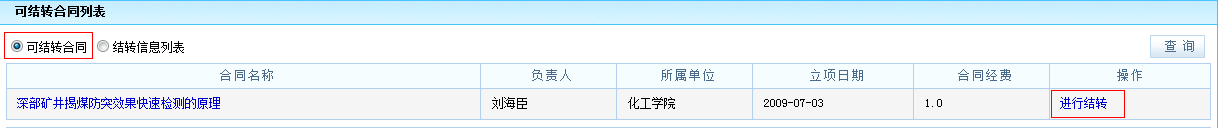 可结转合同列表
可结转合同 结转信息列表 查 询
合同名称 负责人 所属单位 立项日期 合同经费 操作
深部矿井揭煤防突效果快速检测的原理 刘海臣 化工学院 2009-07-03 1.0 进行结转